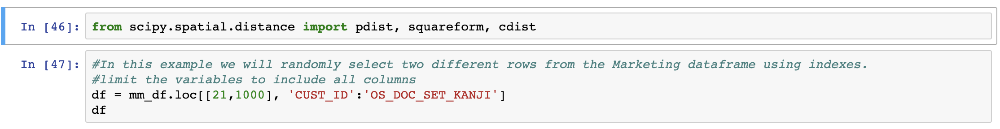 In [46]: from scipy.spatial.distance import pdist, squareform, cdist
In [47]: #In this example we will randomly select two different rows from the Marketing dataframe using indexes.
#limit the variables to include all columns
df = mm_df.loc[[21,1000], 'CUST_ID':'OS_DOC_SET_KANJI']
df